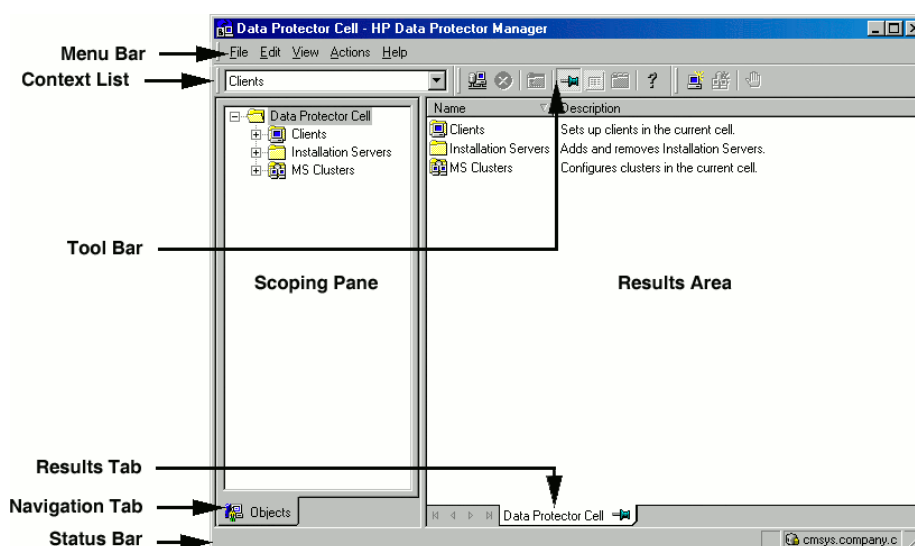 Data Protector Cell - HP Data Protector Manager
Menu Bar
File Edit View Actions Help
Context List
Clients
Data Protector Cell
Clients
Installation Servers
MS Clusters
Name Description
Clients Sets up clients in the current cell.
Installation Servers Adds and removes Installation Servers.
MS Clusters Configures clusters in the current cell.
Tool Bar
Scoping Pane
Results Area
Results Tab
Navigation Tab
Objects
Data Protector Cell
Status Bar
cmsys.company.c